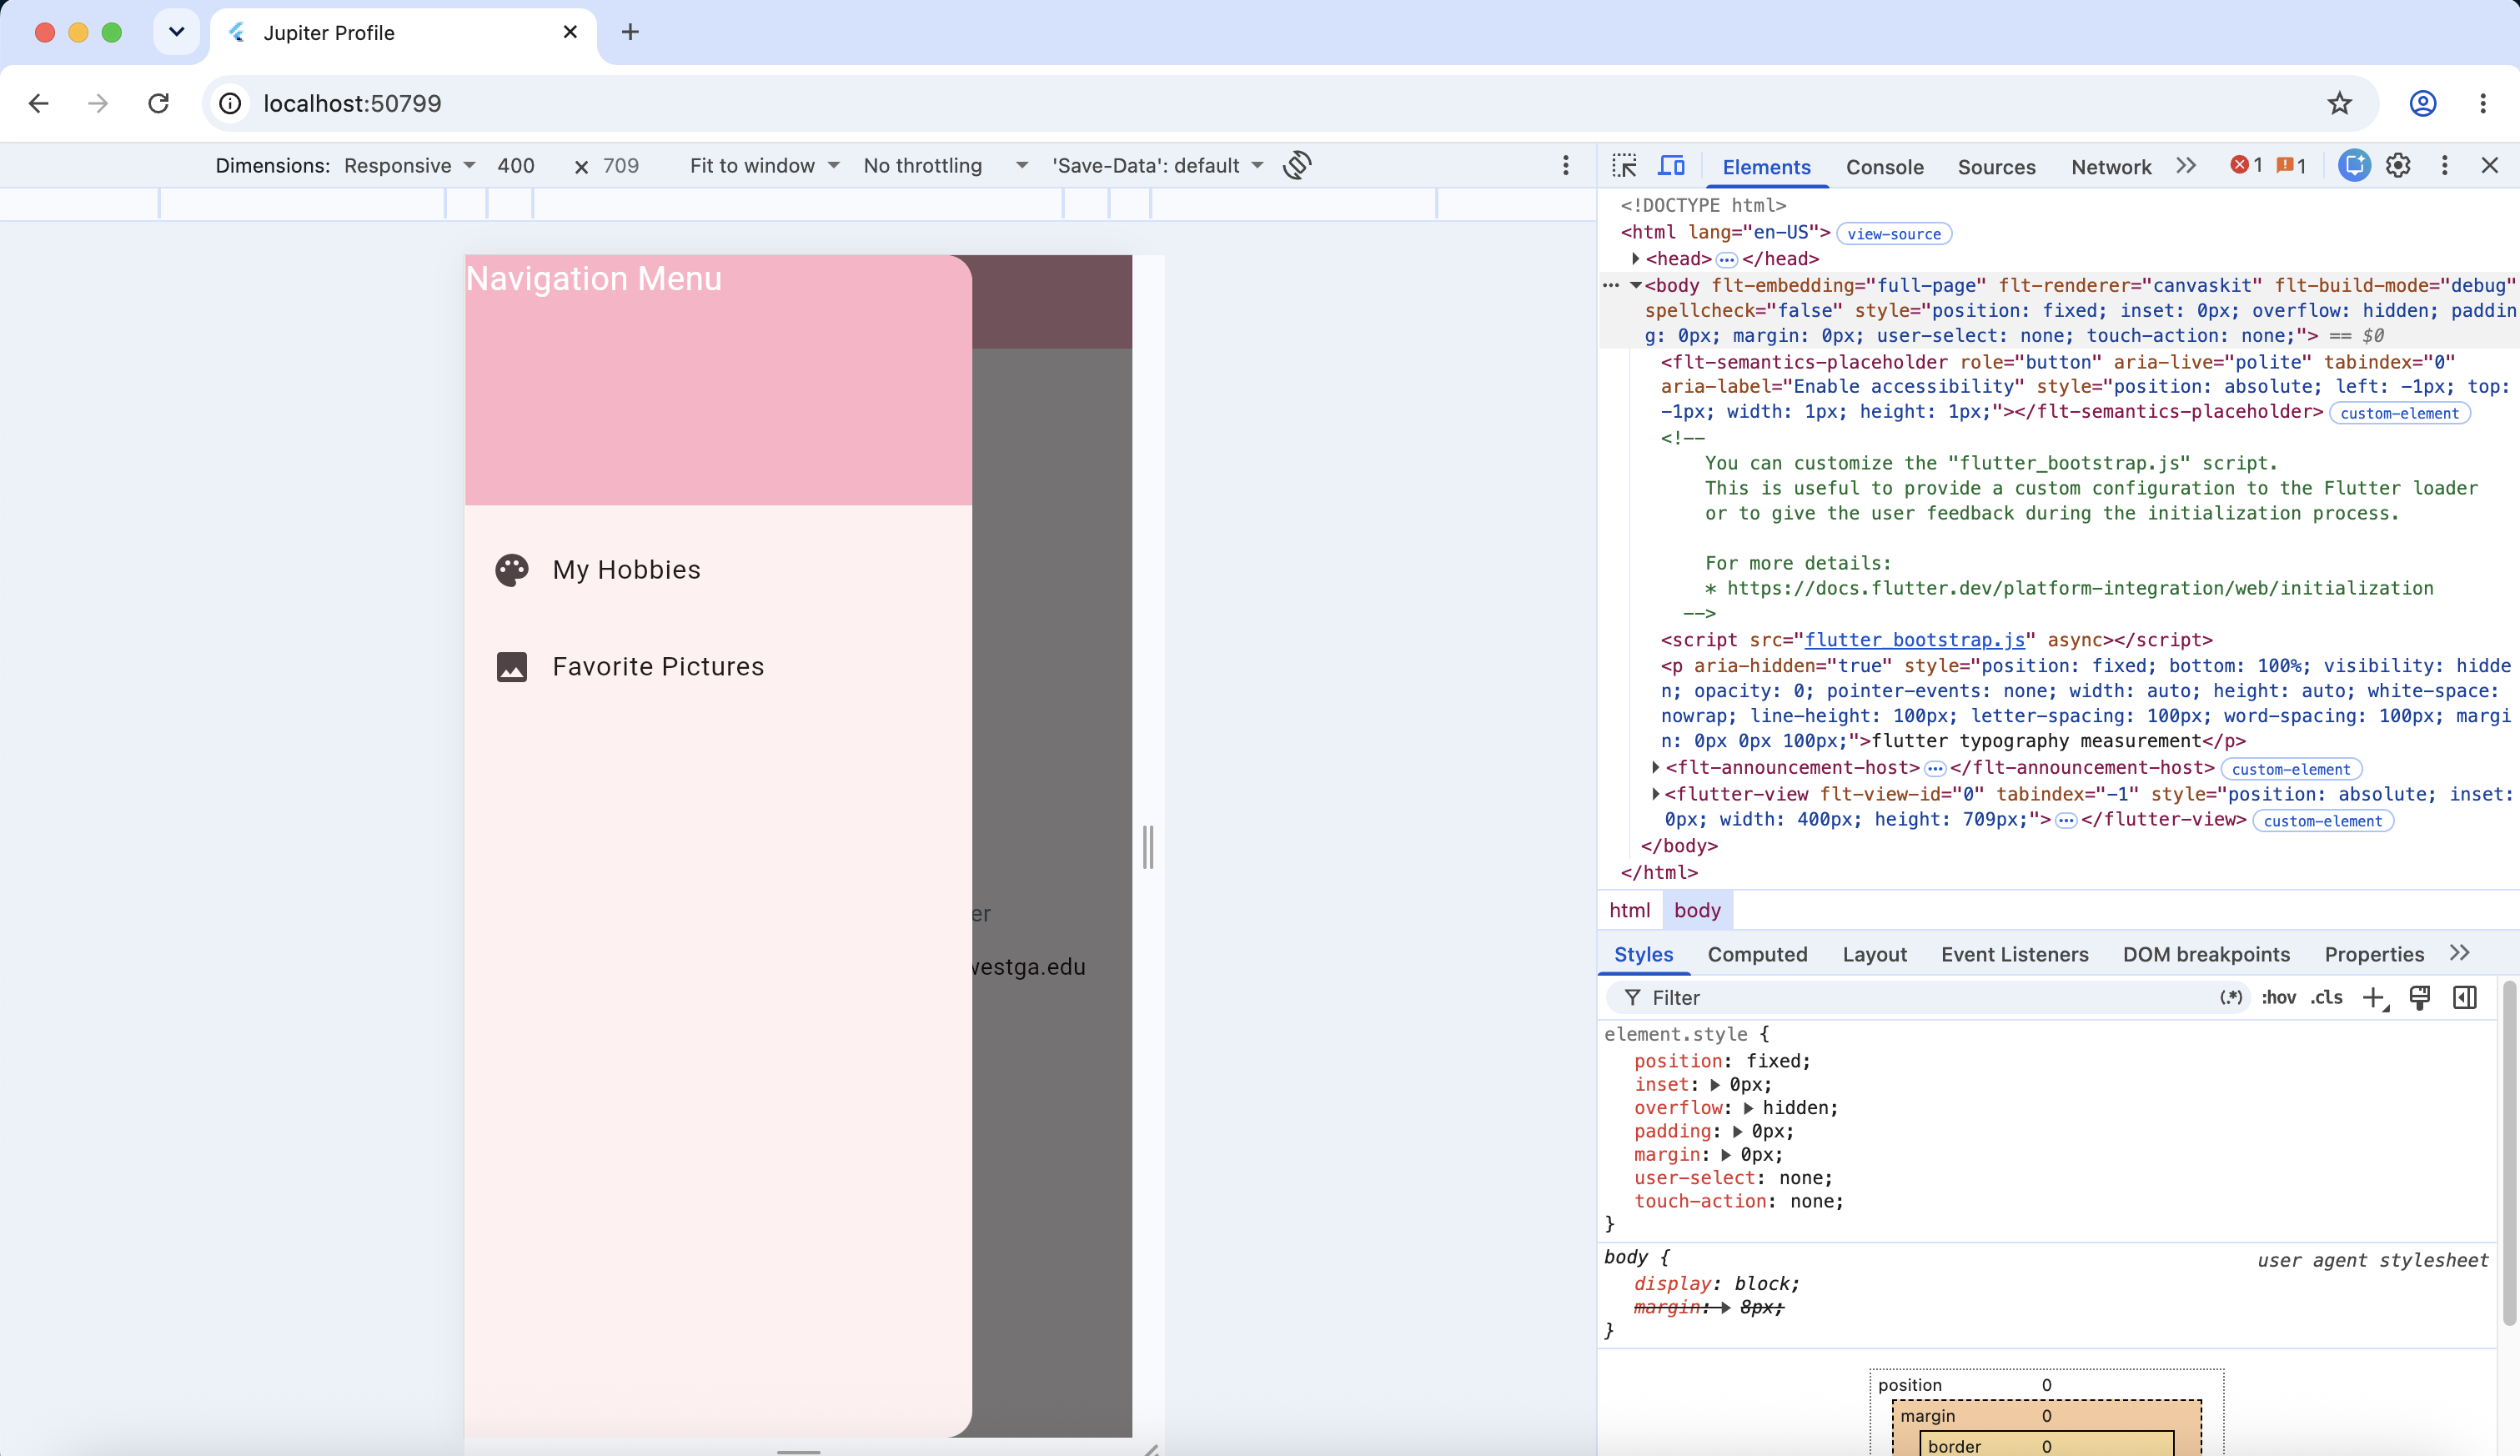 Jupiter Profile
localhost:50799
Dimensions: Responsive 400 × 709 Fit to window No throttling 'Save-Data': default
Elements Console Sources Network 1 1
Navigation Menu
My Hobbies
Favorite Pictures
er
westga.edu
<!DOCTYPE html>
<html lang="en-US"> view-source
<head> ••• </head>
••• <body flt-embedding="full-page" flt-renderer="canvaskit" flt-build-mode="debug"
spellcheck="false" style="position: fixed; inset: 0px; overflow: hidden; paddin
g: 0px; margin: 0px; user-select: none; touch-action: none;"> == $0
<flt-semantics-placeholder role="button" aria-live="polite" tabindex="0"
aria-label="Enable accessibility" style="position: absolute; left: -1px; top:
-1px; width: 1px; height: 1px;"></flt-semantics-placeholder> custom-element
<!--
You can customize the "flutter_bootstrap.js" script.
This is useful to provide a custom configuration to the Flutter loader
or to give the user feedback during the initialization process.
For more details:
* https://docs.flutter.dev/platform-integration/web/initialization
-->
<script src="flutter_bootstrap.js" async></script>
<p aria-hidden="true" style="position: fixed; bottom: 100%; visibility: hidde
n; opacity: 0; pointer-events: none; width: auto; height: auto; white-space:
nowrap; line-height: 100px; letter-spacing: 100px; word-spacing: 100px; margi
n: 0px 0px 100px;">flutter typography measurement</p>
<flt-announcement-host> ••• </flt-announcement-host> custom-element
<flutter-view flt-view-id="0" tabindex="-1" style="position: absolute; inset:
0px; width: 400px; height: 709px;"> ••• </flutter-view> custom-element
</body>
</html>
html body
Styles Computed Layout Event Listeners DOM breakpoints Properties
Filter (.*) :hov .cls
element.style {
position: fixed;
inset: 0px;
overflow: hidden;
padding: 0px;
margin: 0px;
user-select: none;
touch-action: none;
}
body { user agent stylesheet
display: block;
margin: 8px;
}
position 0
margin 0
border 0